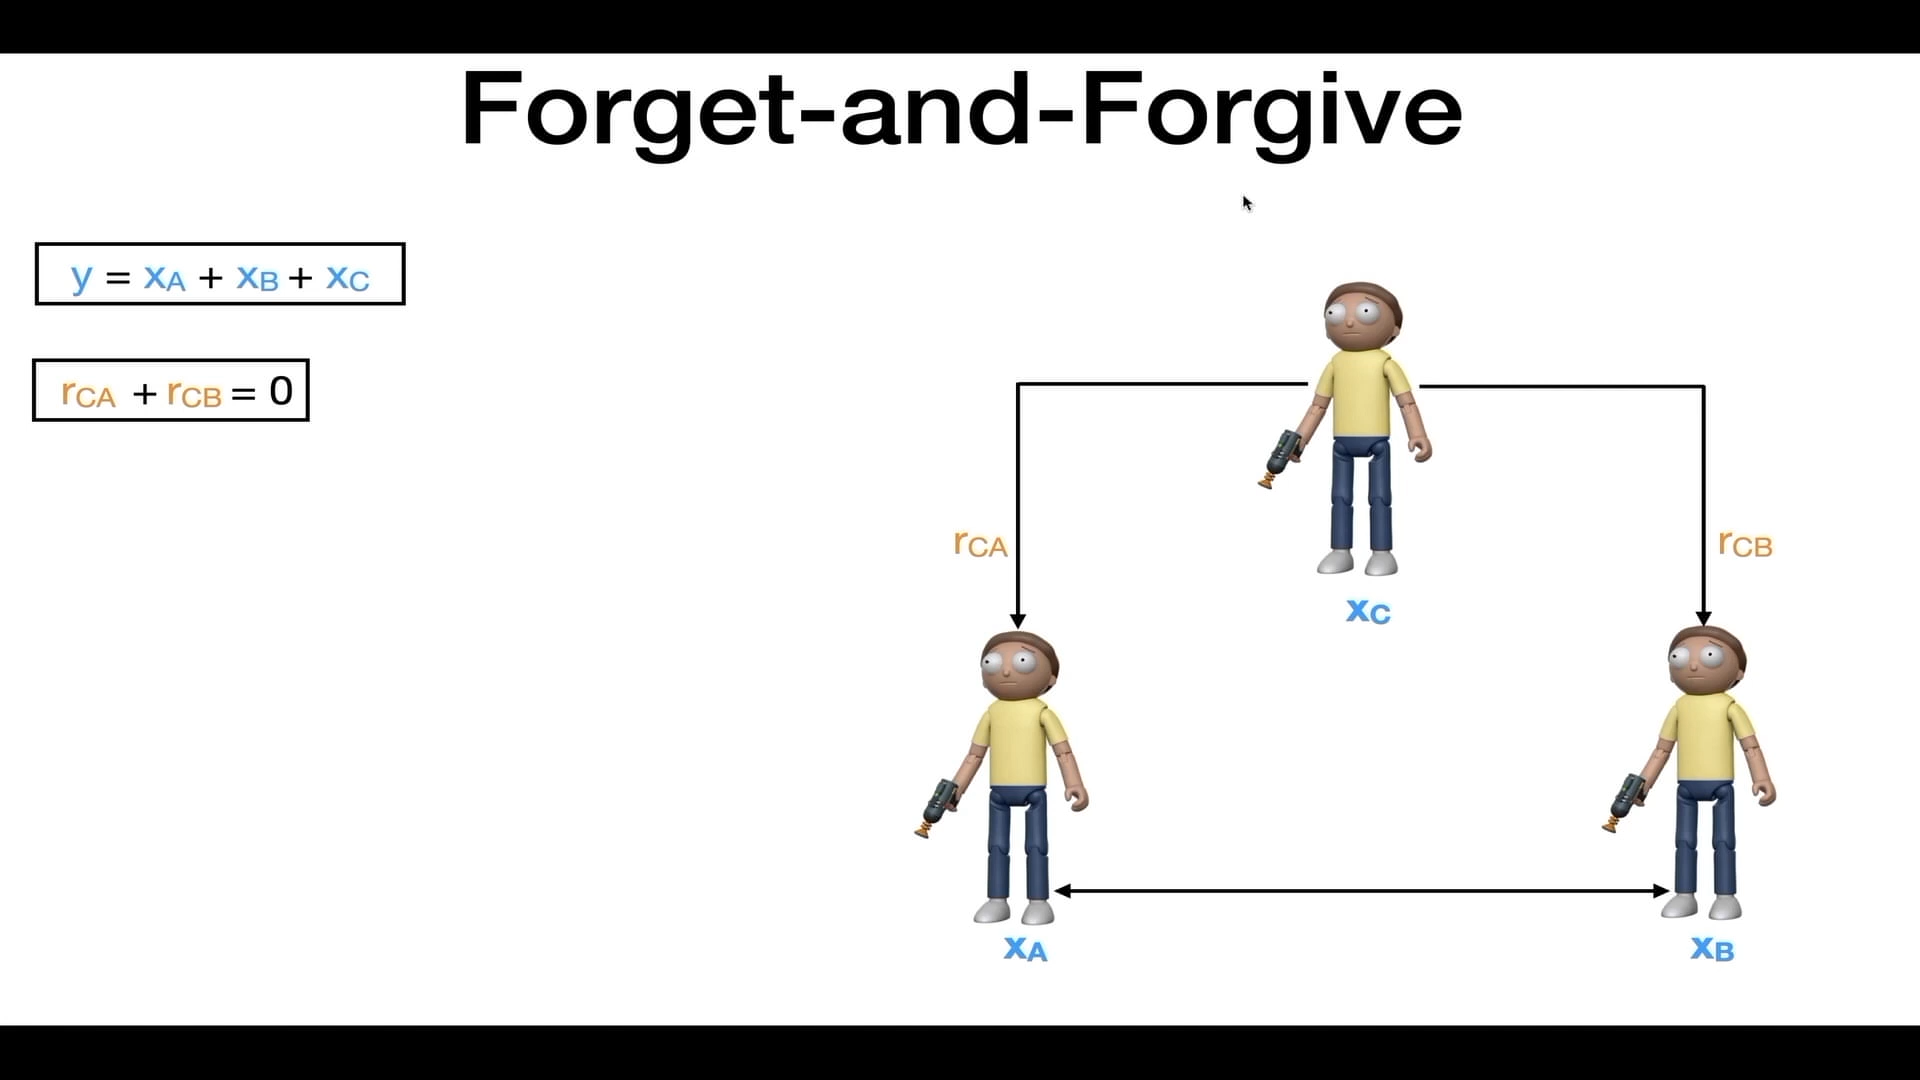 Forget-and-Forgive
y = xA + xB + xC
rCA + rCB = 0
rCA
rCB
xC
xA
xB